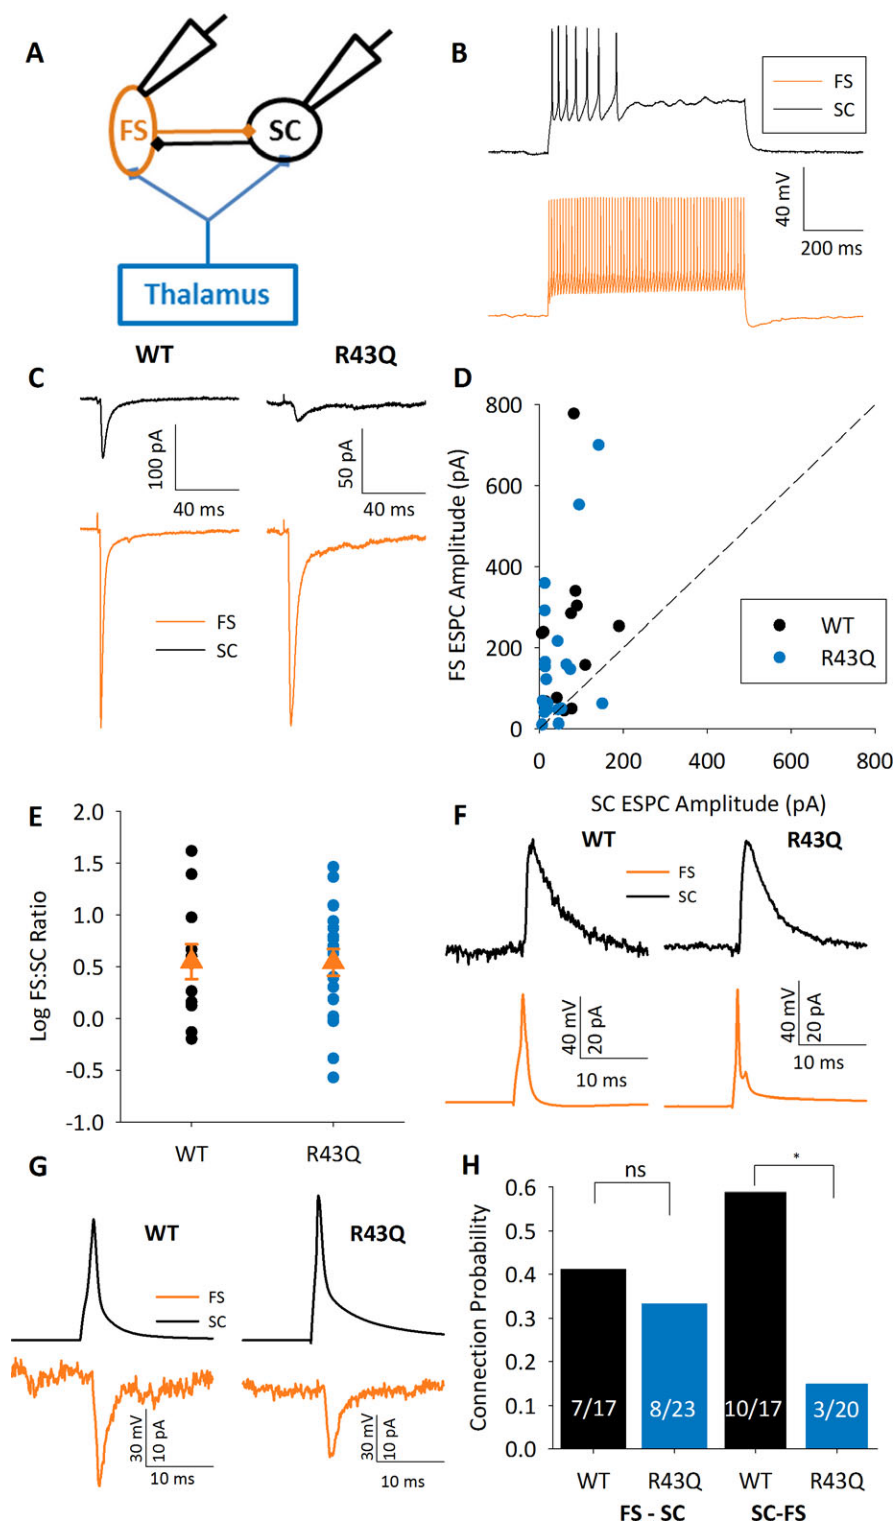 A
FS
SC
Thalamus
B
FS
SC
40 mV
200 ms
WT
R43Q
C
100 pA
40 ms
50 pA
40 ms
FS
SC
D
800
600
400
200
0
FS ESPC Amplitude (pA)
WT
R43Q
0 200 400 600 800
SC ESPC Amplitude (pA)
E
2.0
1.5
1.0
0.5
0.0
-0.5
-1.0
Log FS:SC Ratio
WT R43Q
F
WT
R43Q
FS
SC
40 mV
20 pA
10 ms
40 mV
20 pA
10 ms
G
WT
R43Q
FS
SC
30 mV
10 pA
10 ms
30 mV
10 pA
10 ms
H
ns
*
0.6
0.5
0.4
0.3
0.2
0.1
0.0
Connection Probability
7/17 8/23 10/17 3/20
WT R43Q WT R43Q
FS - SC SC-FS